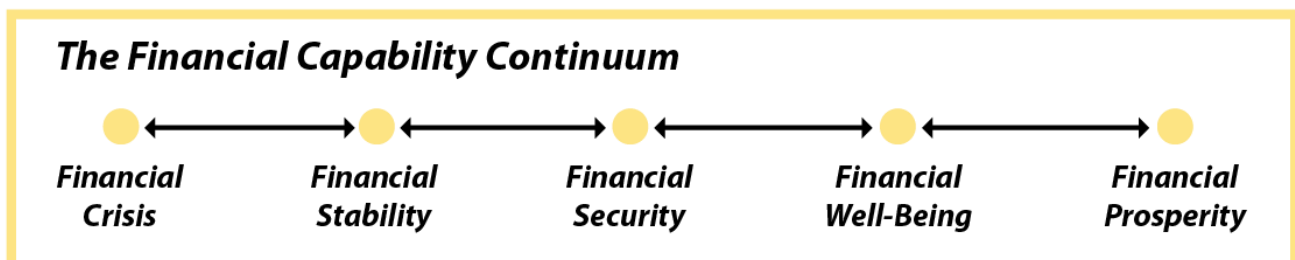 The Financial Capability Continuum
Financial Crisis
Financial Stability
Financial Security
Financial Well-Being
Financial Prosperity